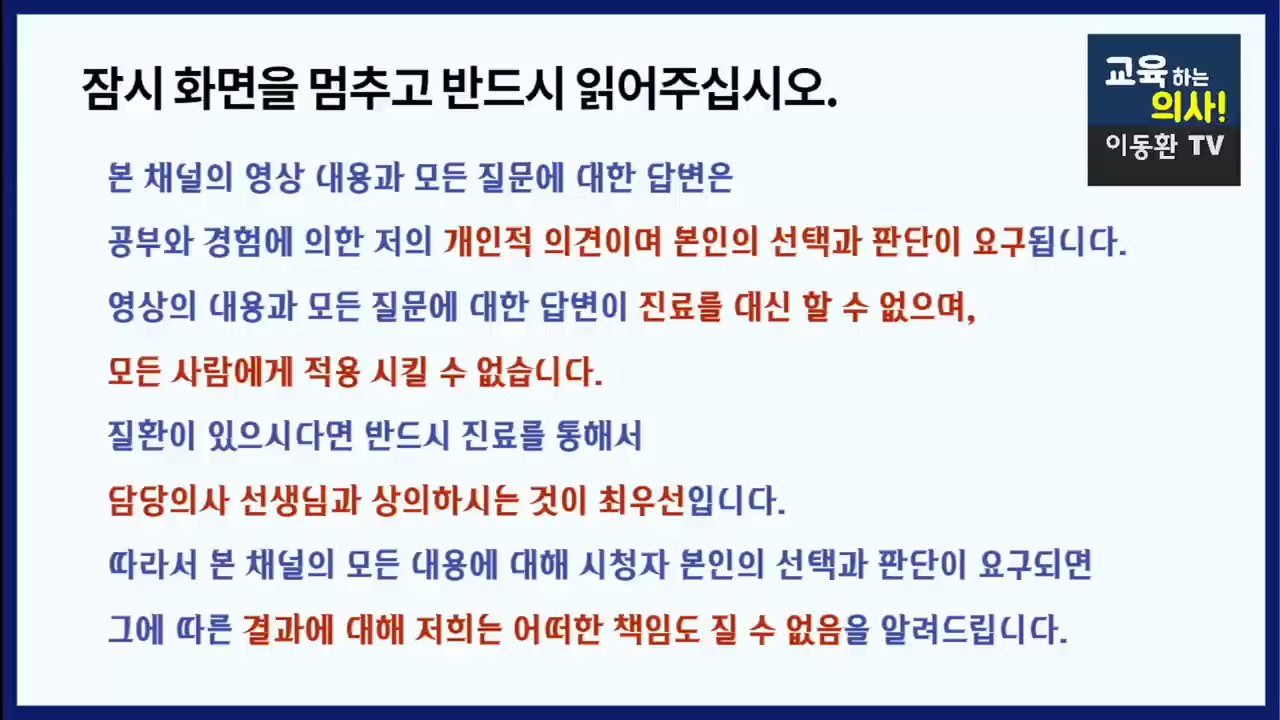 잠시 화면을 멈추고 반드시 읽어주십시오.
교육하는
의사!
이동환 TV
본 채널의 영상 내용과 모든 질문에 대한 답변은
공부와 경험에 의한 저의 개인적 의견이며 본인의 선택과 판단이 요구됩니다.
영상의 내용과 모든 질문에 대한 답변이 진료를 대신 할 수 없으며,
모든 사람에게 적용 시킬 수 없습니다.
질환이 있으시다면 반드시 진료를 통해서
담당의사 선생님과 상의하시는 것이 최우선입니다.
따라서 본 채널의 모든 내용에 대해 시청자 본인의 선택과 판단이 요구되면
그에 따른 결과에 대해 저희는 어떠한 책임도 질 수 없음을 알려드립니다.